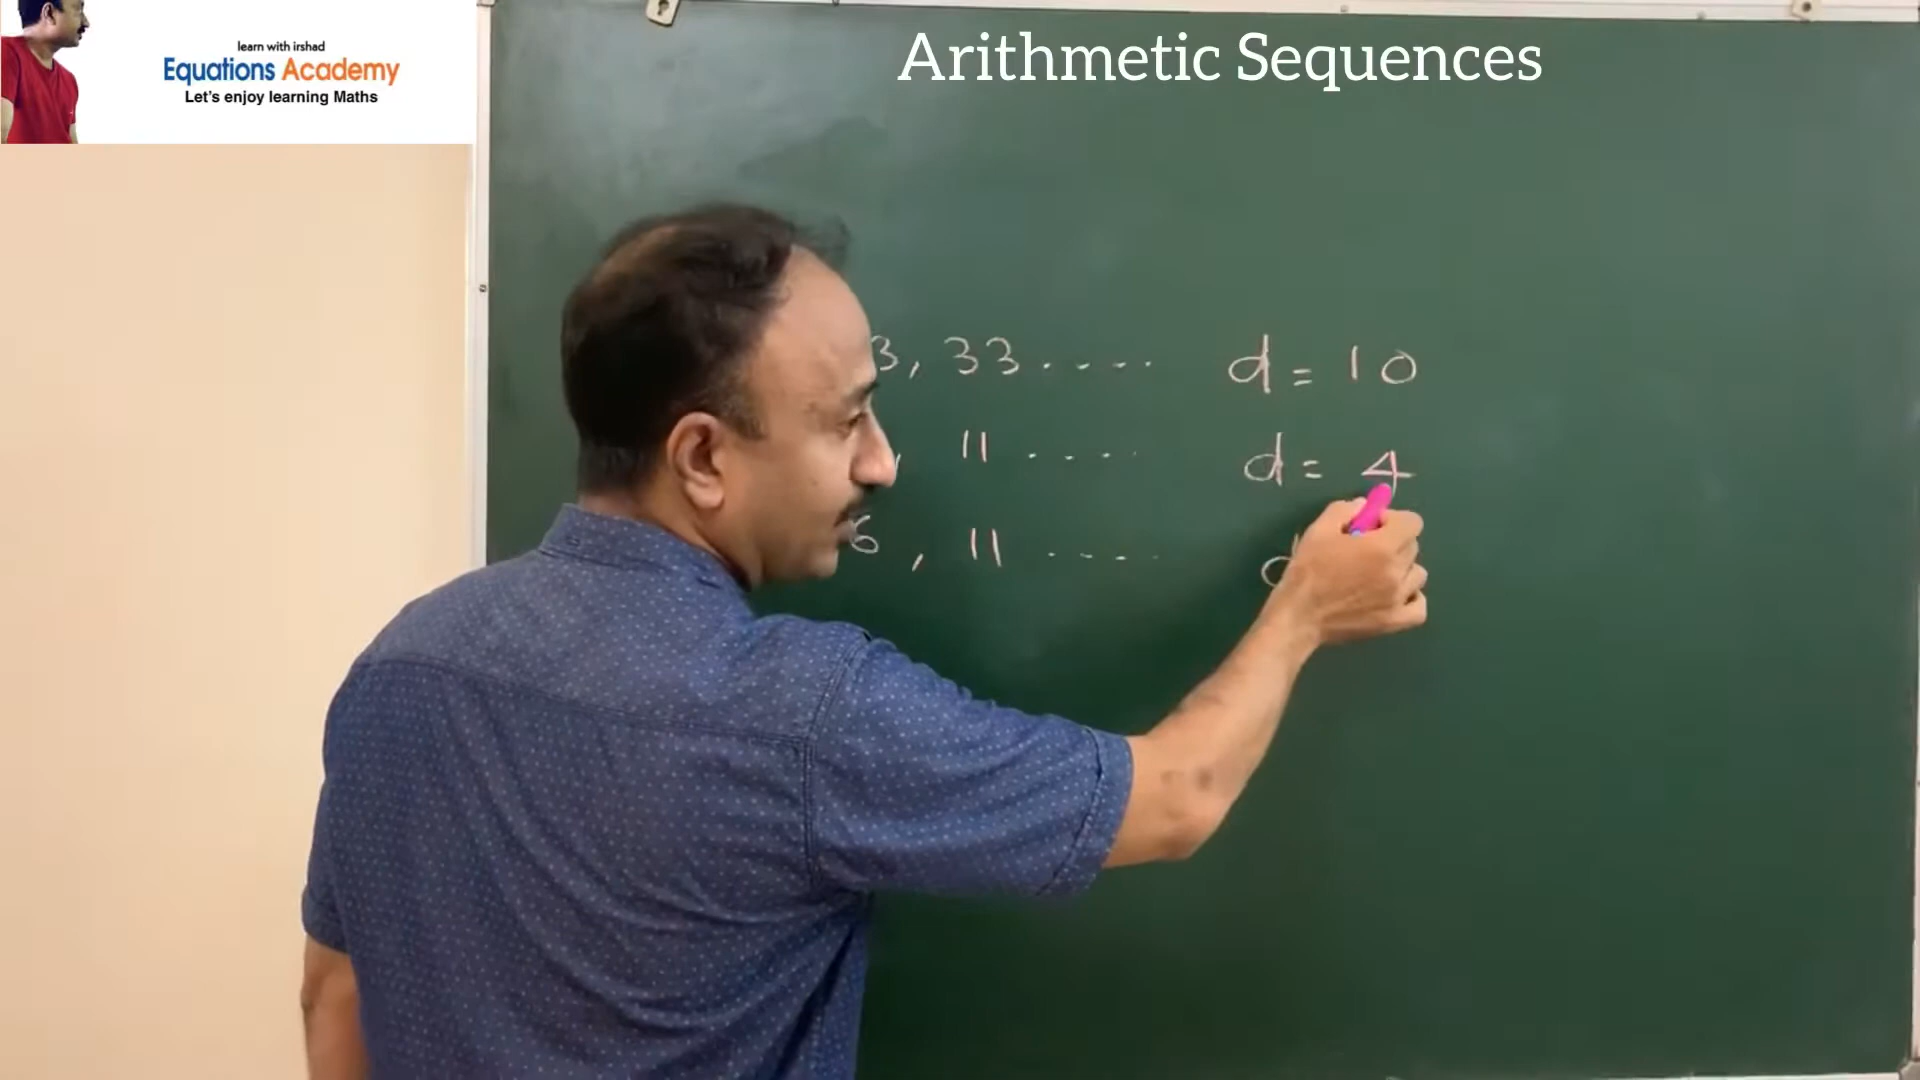 learn with irshad
Equations Academy
Let's enjoy learning Maths
Arithmetic Sequences
3, 33.... d = 10
, 11 .... d = 4
6, 11 ....